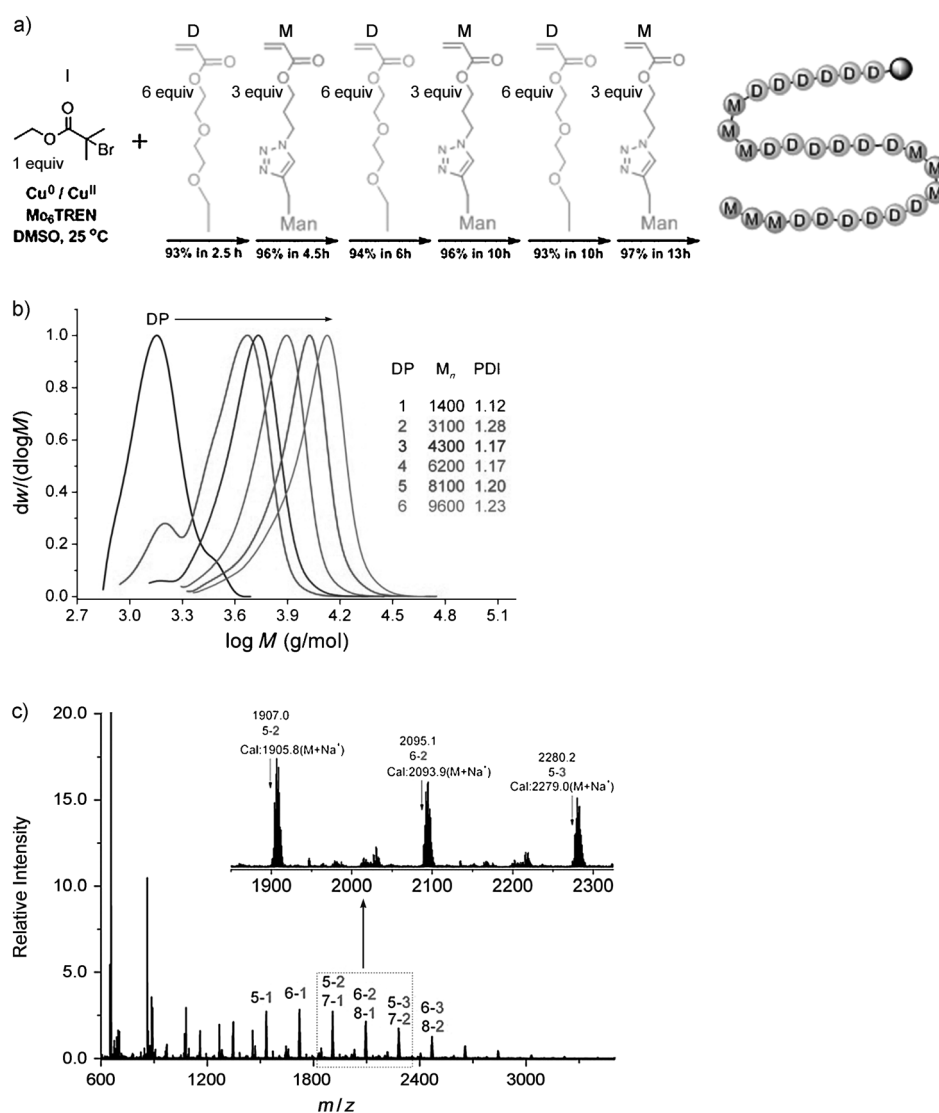 a)
D M D M D M
I
6 equiv 3 equiv 6 equiv 3 equiv 6 equiv 3 equiv
O O O O O O
O O O O O O
O
O Br
1 equiv
+
O O O
N N N
N N N
N N N
O O O
Cu⁰ / Cuᴵᴵ
Me₆TREN
DMSO, 25 °C
Man Man Man
93% in 2.5 h 96% in 4.5h 94% in 6h 96% in 10h 93% in 10h 97% in 13h
M D D D D D D
M
M D D D D D D M
M
M M M D D D D D D M
b)
DP
1.0
0.8
0.6
0.4
0.2
0.0
dw/(dlogM)
2.7 3.0 3.3 3.6 3.9 4.2 4.5 4.8 5.1
log M (g/mol)
DP Mn PDI
1 1400 1.12
2 3100 1.28
3 4300 1.17
4 6200 1.17
5 8100 1.20
6 9600 1.23
c)
20.0
15.0
10.0
5.0
0.0
Relative Intensity
1907.0
5-2
Cal:1905.8(M+Na⁺)
2095.1
6-2
Cal:2093.9(M+Na⁺)
2280.2
5-3
Cal:2279.0(M+Na⁺)
1900 2000 2100 2200 2300
5-1
6-1
5-2
7-1
6-2
8-1
5-3
7-2
6-3
8-2
600 1200 1800 2400 3000
m/z